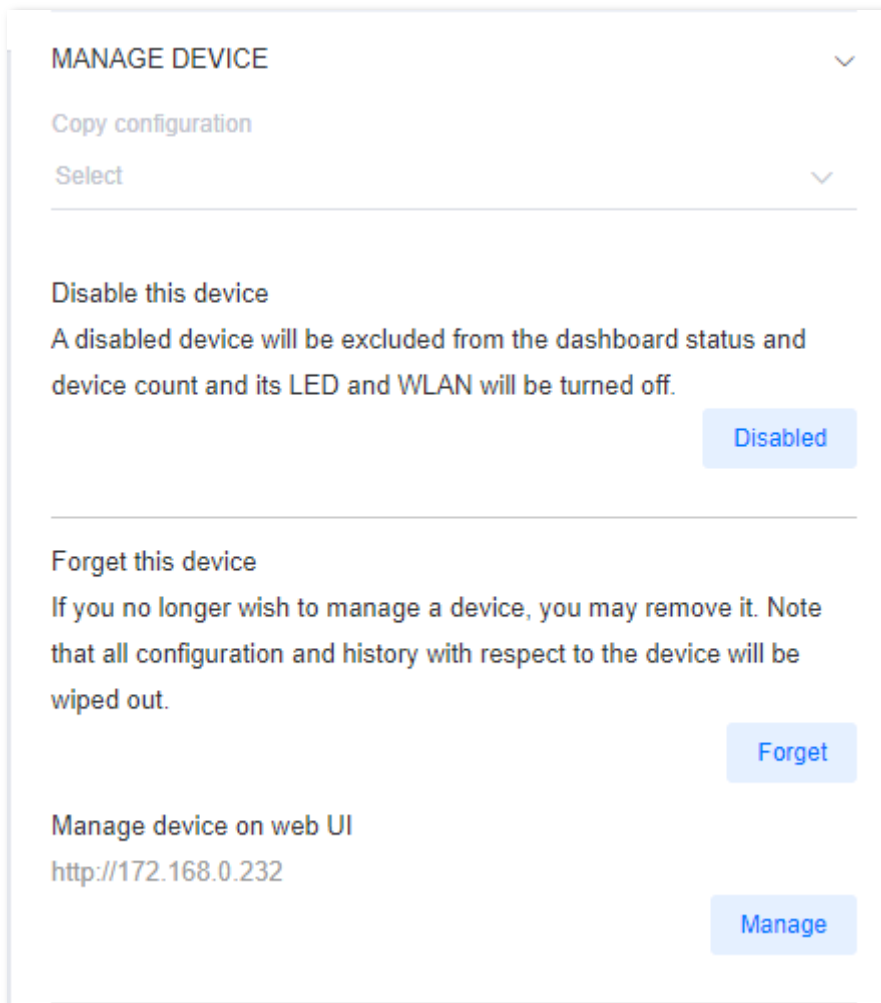 MANAGE DEVICE
Copy configuration
Select
Disable this device
A disabled device will be excluded from the dashboard status and
device count and its LED and WLAN will be turned off.
Disabled
Forget this device
If you no longer wish to manage a device, you may remove it. Note
that all configuration and history with respect to the device will be
wiped out.
Forget
Manage device on web UI
http://172.168.0.232
Manage